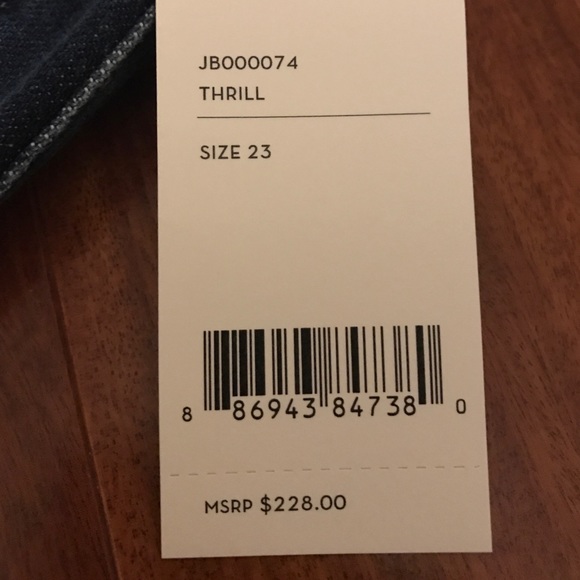 JB000074
THRILL
SIZE 23
8 86943 84738 0
MSRP $228.00